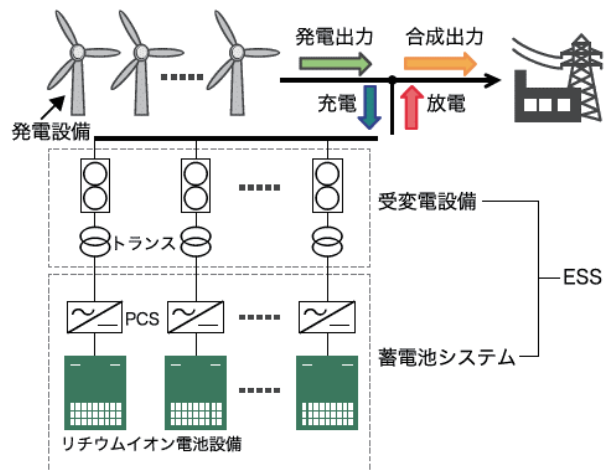 発電出力
合成出力
充電
放電
発電設備
受変電設備
トランス
ESS
PCS
蓄電池システム
リチウムイオン電池設備